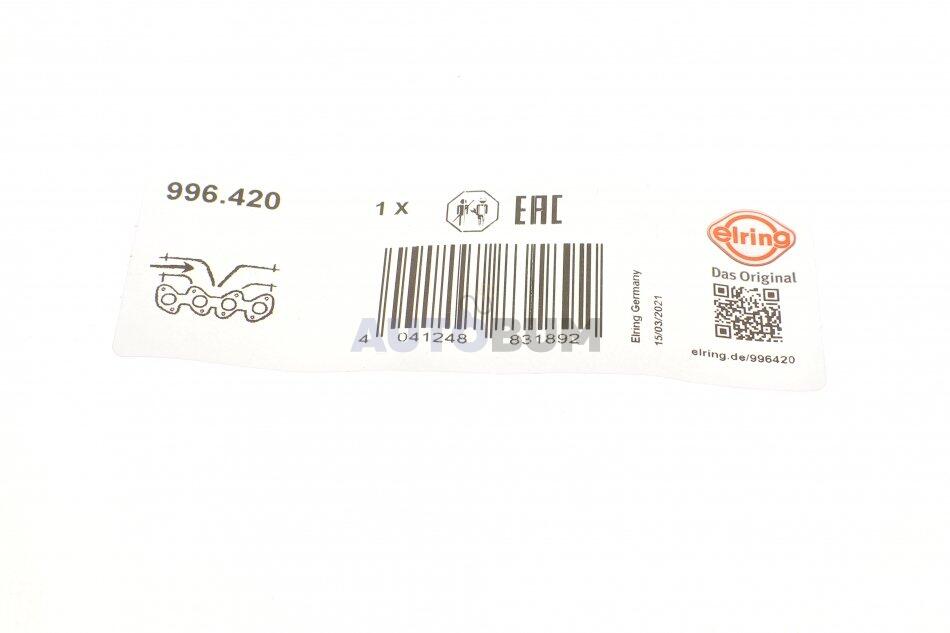 996.420
1 X
EAC
elring
Das Original
elring.de/996420
4 041248 831892
Elring Germany
15/03/2021
AUTOBUM